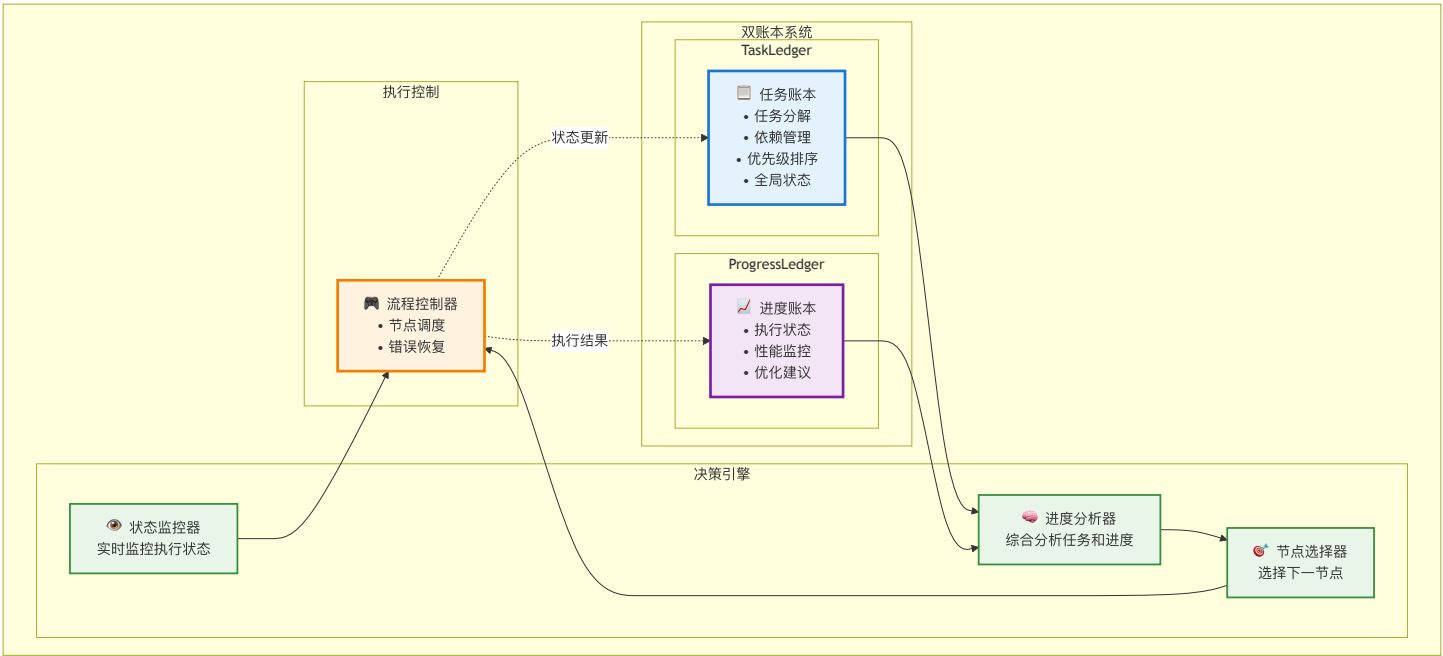 双账本系统
TaskLedger
📋 任务账本
• 任务分解
• 依赖管理
• 优先级排序
• 全局状态
执行控制
状态更新
ProgressLedger
🎮 流程控制器
• 节点调度
• 错误恢复
执行结果
📈 进度账本
• 执行状态
• 性能监控
• 优化建议
决策引擎
👁️ 状态监控器
实时监控执行状态
🧠 进度分析器
综合分析任务和进度
🎯 节点选择器
选择下一节点